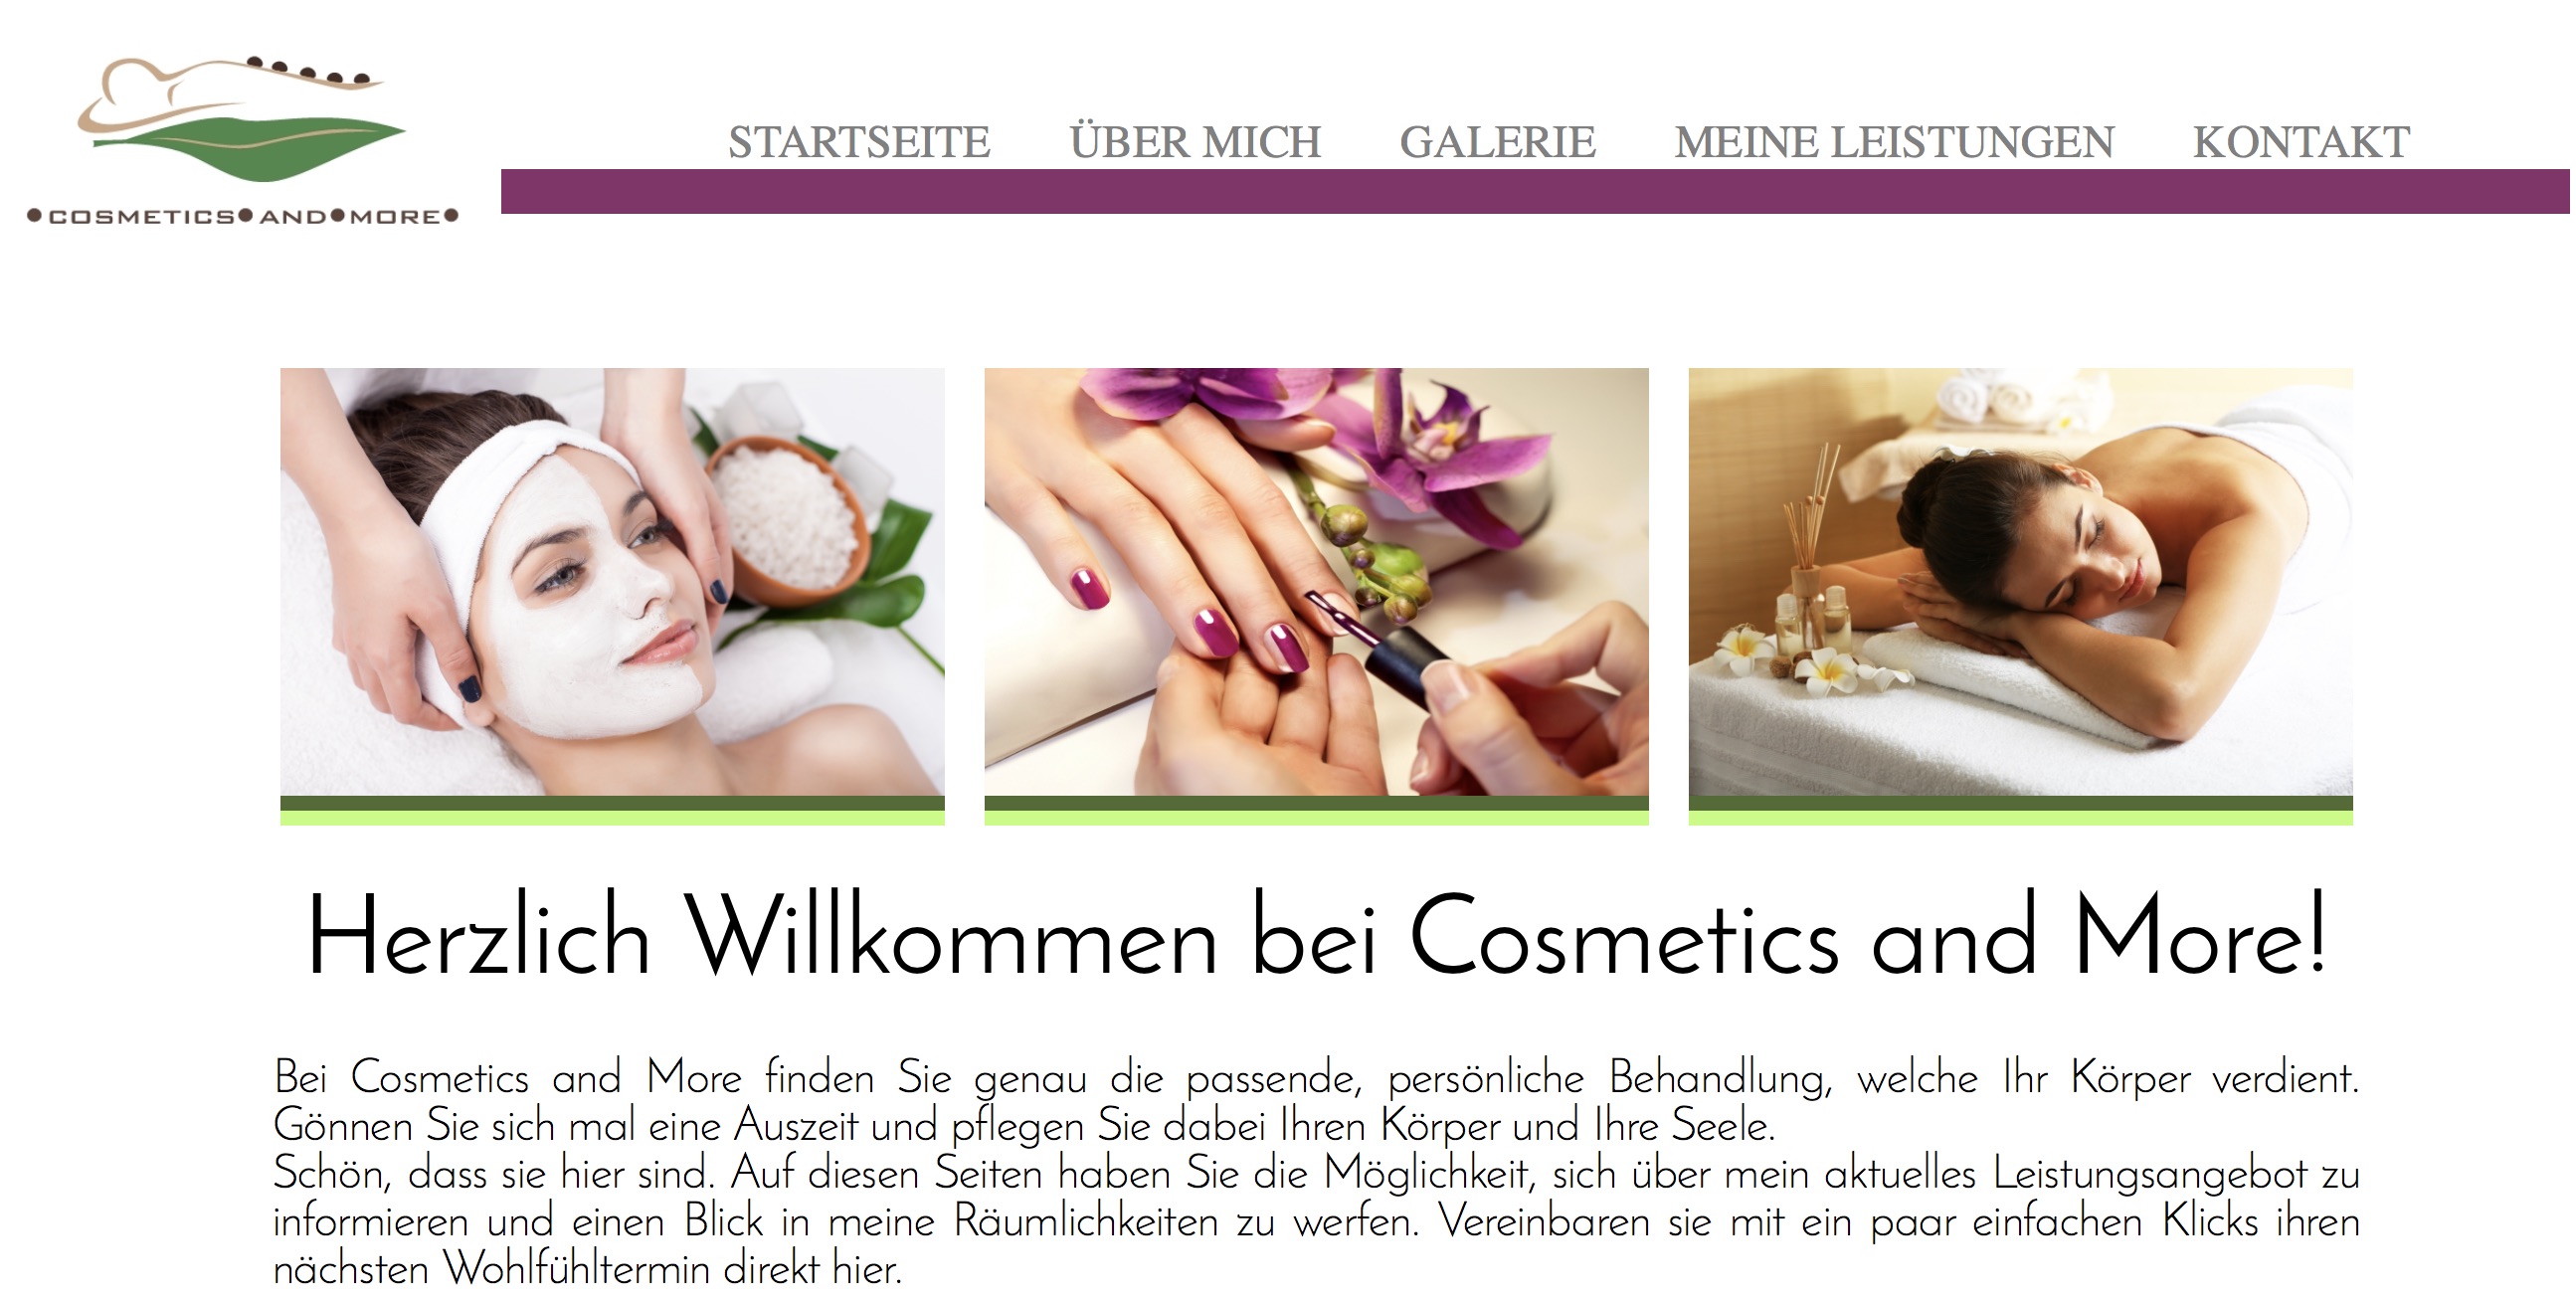 STARTSEITE ÜBER MICH GALERIE MEINE LEISTUNGEN KONTAKT
•COSMETICS•AND•MORE•
Herzlich Willkommen bei Cosmetics and More!
Bei Cosmetics and More finden Sie genau die passende, persönliche Behandlung, welche Ihr Körper verdient.
Gönnen Sie sich mal eine Auszeit und pflegen Sie dabei Ihren Körper und Ihre Seele.
Schön, dass sie hier sind. Auf diesen Seiten haben Sie die Möglichkeit, sich über mein aktuelles Leistungsangebot zu
informieren und einen Blick in meine Räumlichkeiten zu werfen. Vereinbaren sie mit ein paar einfachen Klicks ihren
nächsten Wohlfühltermin direkt hier.